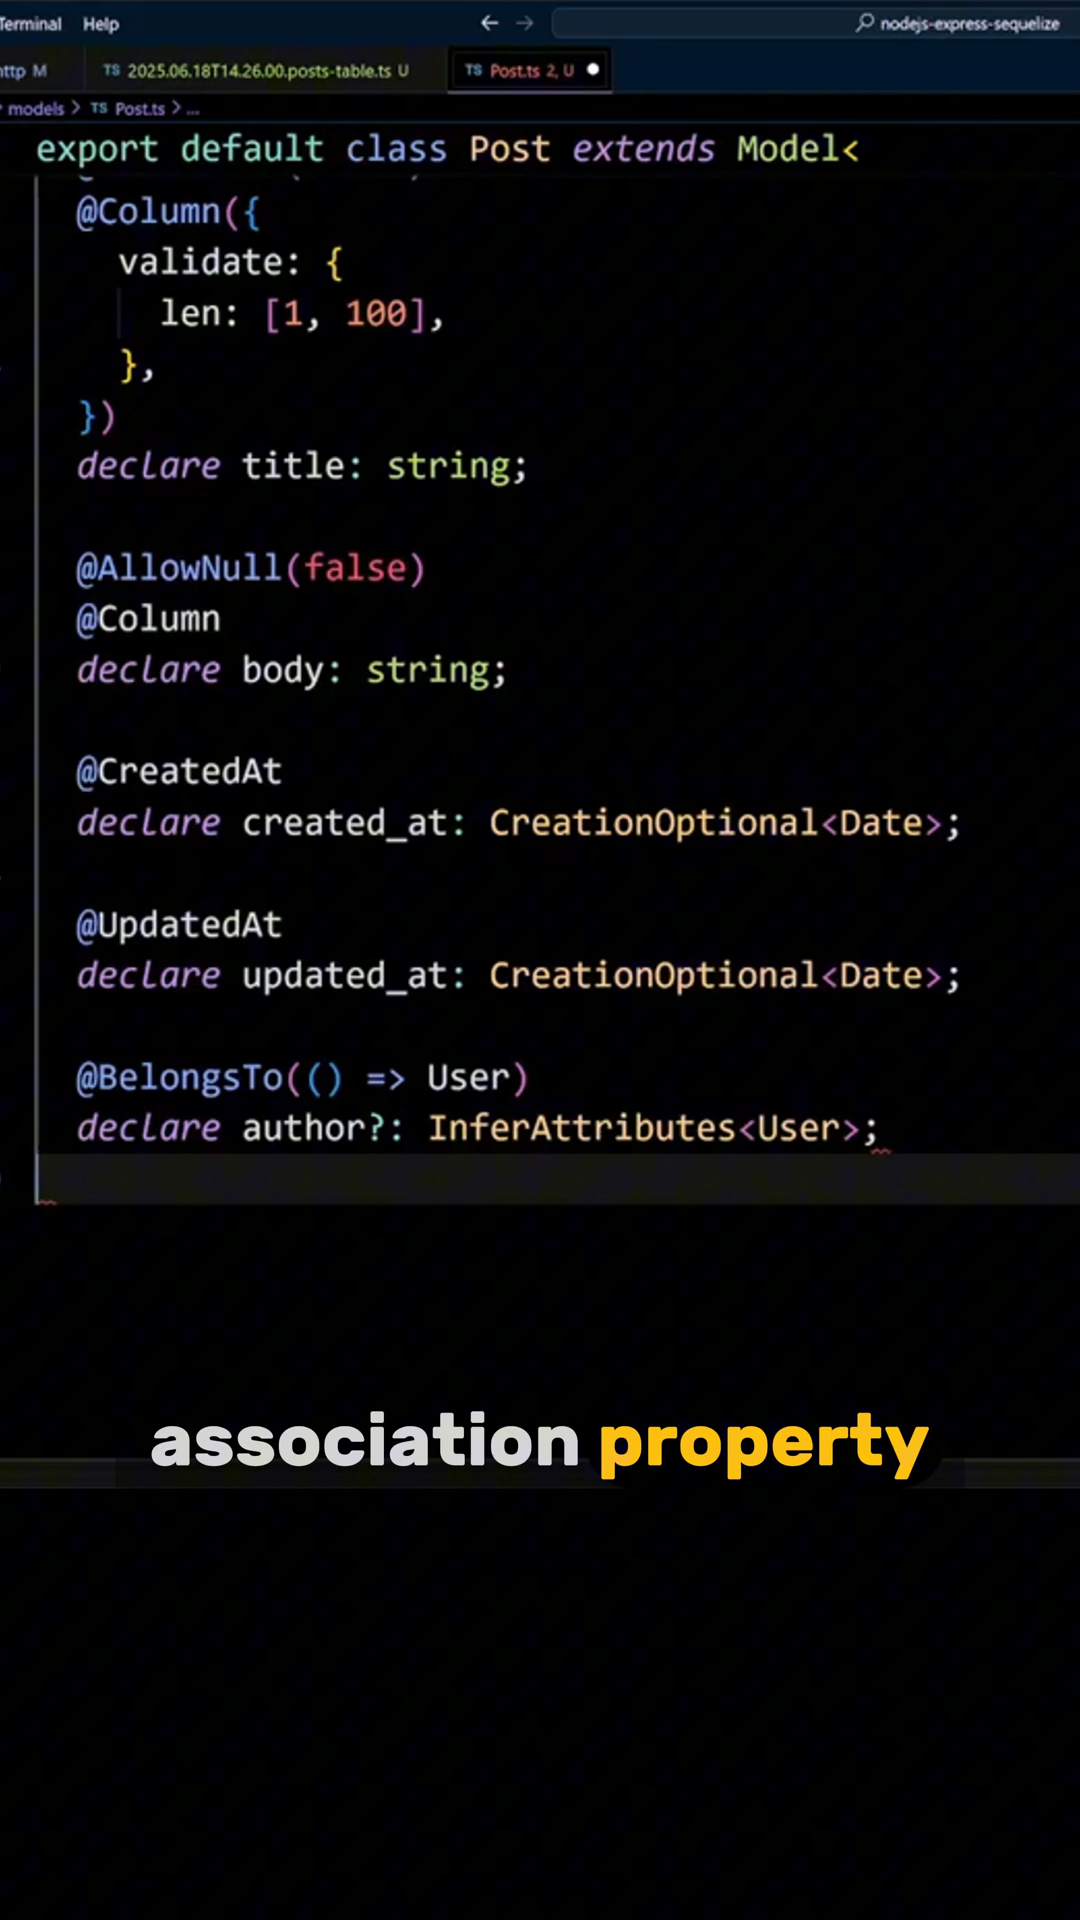 Terminal Help
nodejs-express-sequelize
http M
TS 2025.06.18T14.26.00.posts-table.ts U
TS Post.ts 2, U
models > TS Post.ts > ...
export default class Post extends Model<
@Column({
validate: {
len: [1, 100],
},
})
declare title: string;
@AllowNull(false)
@Column
declare body: string;
@CreatedAt
declare created_at: CreationOptional<Date>;
@UpdatedAt
declare updated_at: CreationOptional<Date>;
@BelongsTo(() => User)
declare author?: InferAttributes<User>;
association property